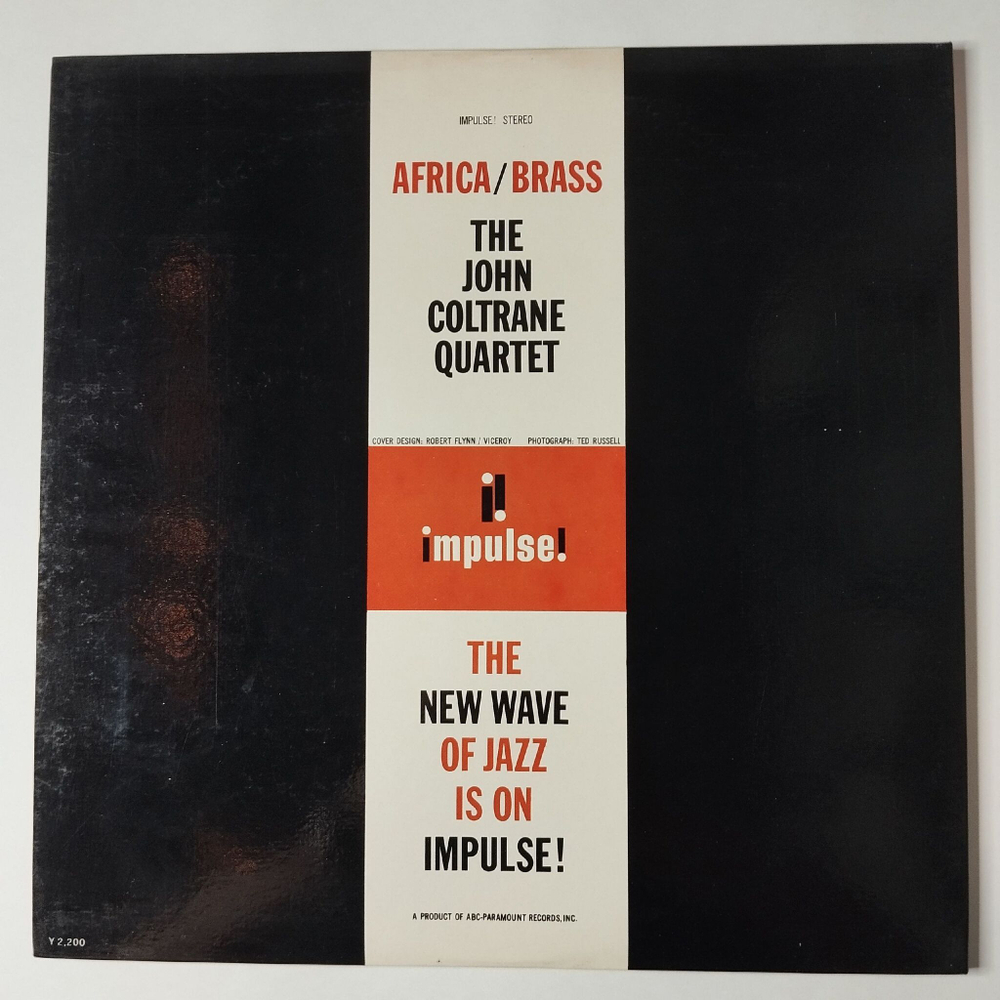 IMPULSE! STEREO
AFRICA/BRASS
THE
JOHN
COLTRANE
QUARTET
COVER DESIGN: ROBERT FLYNN / VICEROY PHOTOGRAPH: TED RUSSELL
i!
impulse!
THE
NEW WAVE
OF JAZZ
IS ON
IMPULSE!
A PRODUCT OF ABC-PARAMOUNT RECORDS, INC.
Y 2,200